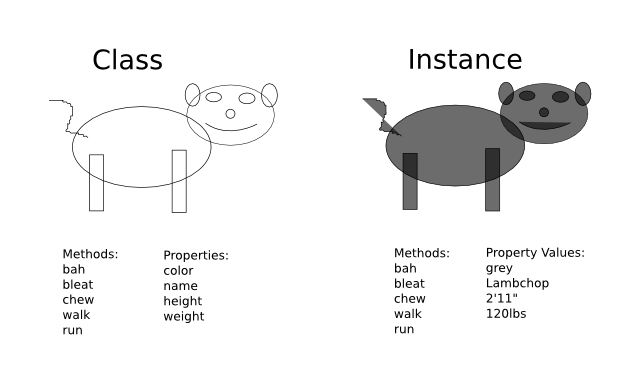 Class
Methods:
bah
bleat
chew
walk
run
Properties:
color
name
height
weight
Instance
Methods:
bah
bleat
chew
walk
run
Property Values:
grey
Lambchop
2'11"
120lbs